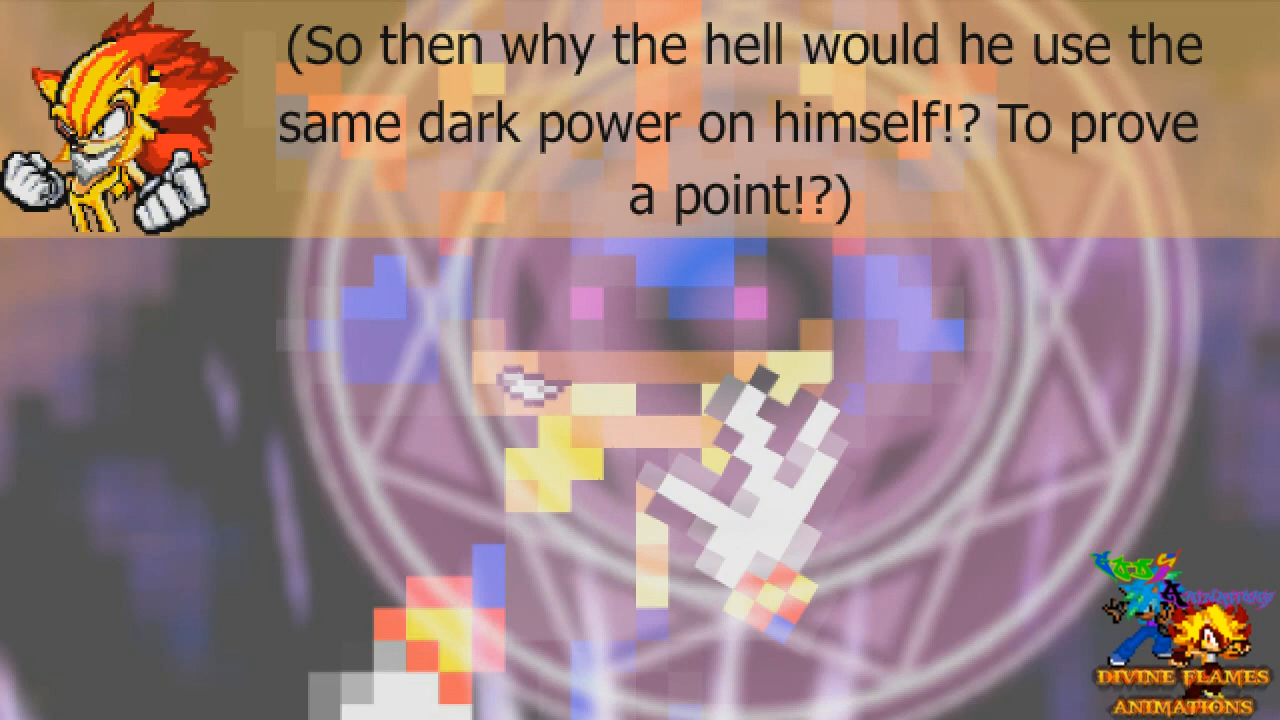 (So then why the hell would he use the
same dark power on himself!? To prove
a point!?)
DIVINE FLAMES
ANIMATIONS